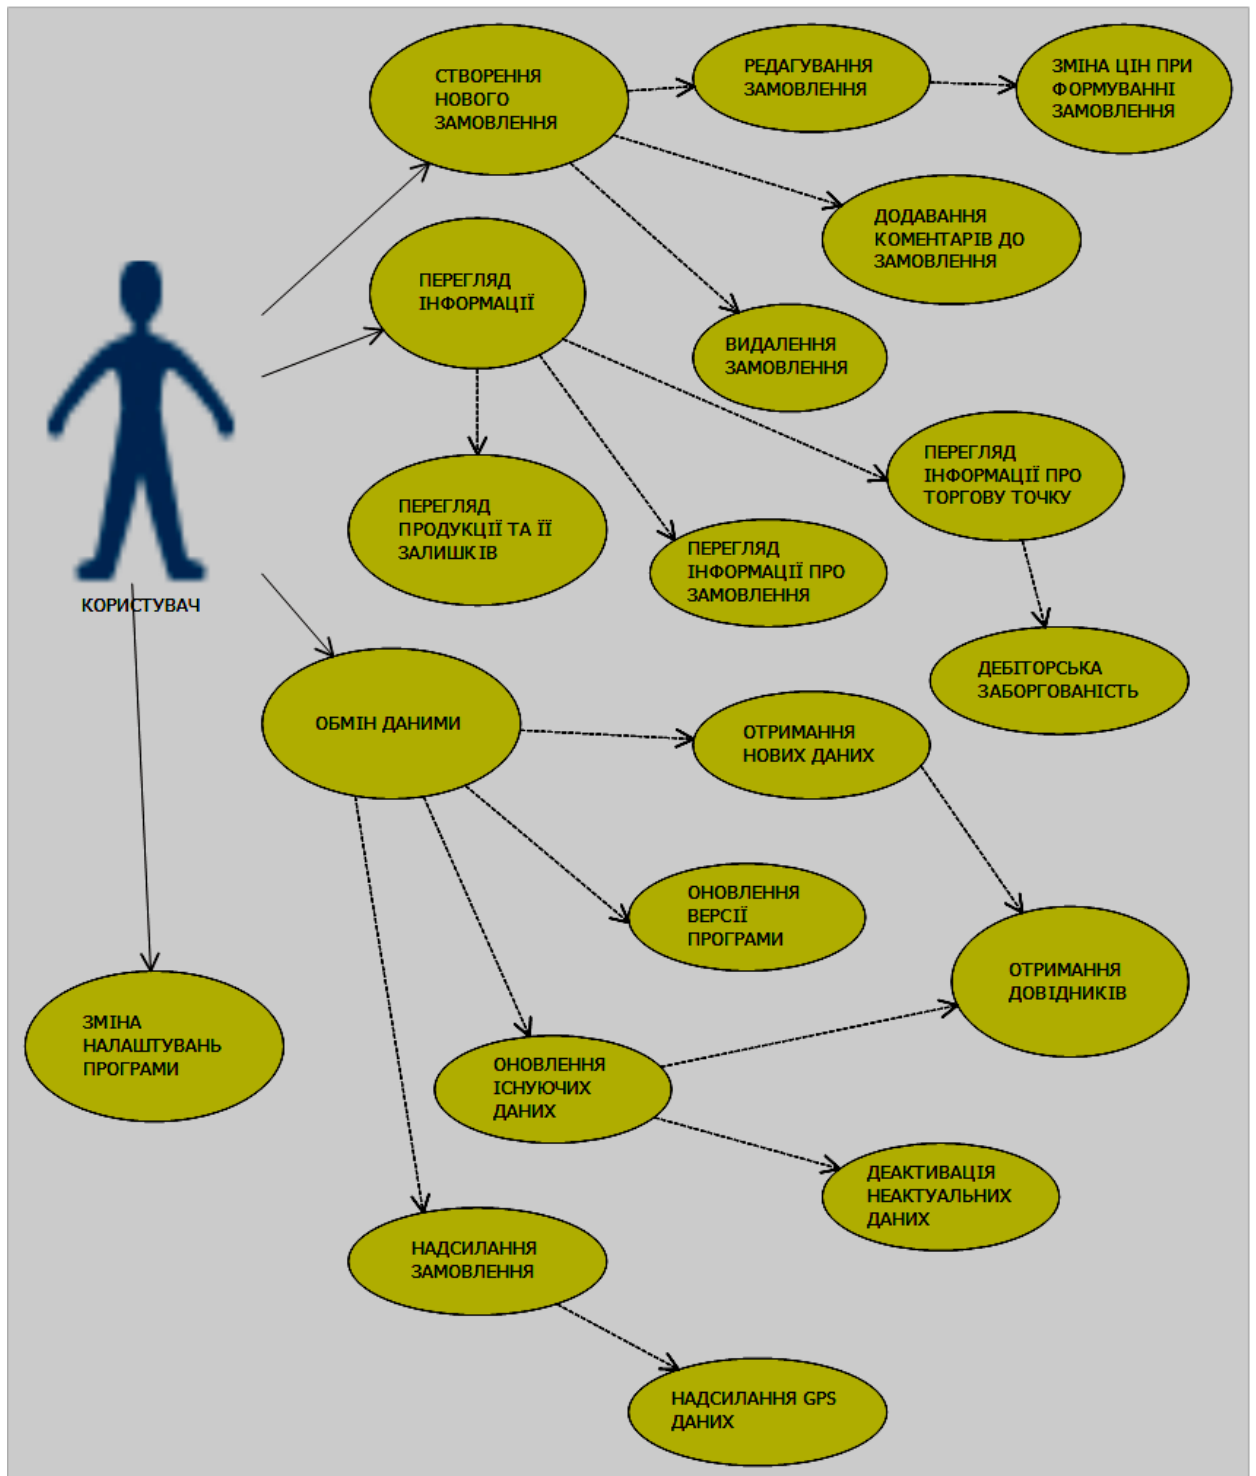 СТВОРЕННЯ
НОВОГО
ЗАМОВЛЕННЯ
РЕДАГУВАННЯ
ЗАМОВЛЕННЯ
ЗМІНА ЦІН ПРИ
ФОРМУВАННІ
ЗАМОВЛЕННЯ
ДОДАВАННЯ
КОМЕНТАРІВ ДО
ЗАМОВЛЕННЯ
ПЕРЕГЛЯД
ІНФОРМАЦІЇ
ВИДАЛЕННЯ
ЗАМОВЛЕННЯ
ПЕРЕГЛЯД
ІНФОРМАЦІЇ ПРО
ТОРГОВУ ТОЧКУ
ПЕРЕГЛЯД
ПРОДУКЦІЇ ТА ЇЇ
ЗАЛИШКІВ
ПЕРЕГЛЯД
ІНФОРМАЦІЇ ПРО
ЗАМОВЛЕННЯ
КОРИСТУВАЧ
ДЕБІТОРСЬКА
ЗАБОРГОВАНІСТЬ
ОБМІН ДАНИМИ
ОТРИМАННЯ
НОВИХ ДАНИХ
ОНОВЛЕННЯ
ВЕРСІЇ
ПРОГРАМИ
ОТРИМАННЯ
ДОВІДНИКІВ
ЗМІНА
НАЛАШТУВАНЬ
ПРОГРАМИ
ОНОВЛЕННЯ
ІСНУЮЧИХ
ДАНИХ
ДЕАКТИВАЦІЯ
НЕАКТУАЛЬНИХ
ДАНИХ
НАДСИЛАННЯ
ЗАМОВЛЕННЯ
НАДСИЛАННЯ GPS
ДАНИХ